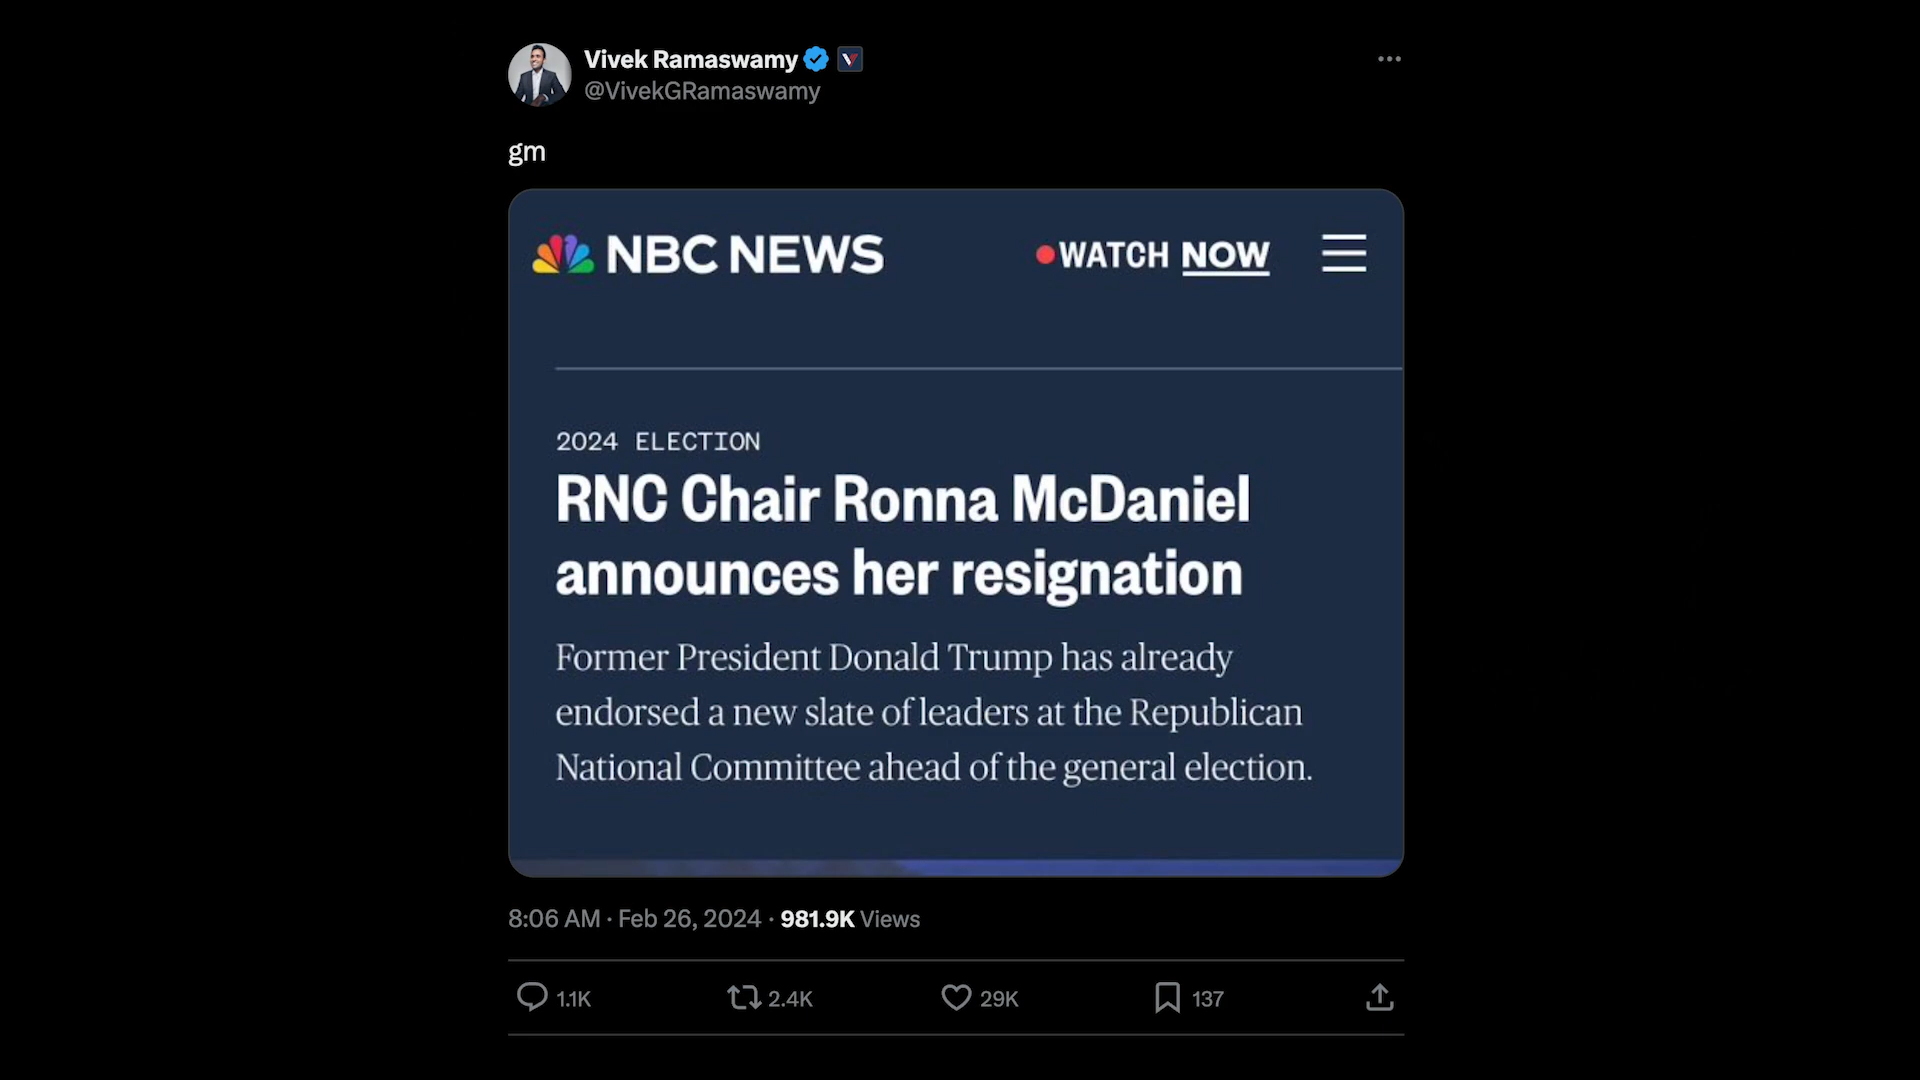 Vivek Ramaswamy
@VivekGRamaswamy
gm
NBC NEWS
WATCH NOW
2024 ELECTION
RNC Chair Ronna McDaniel
announces her resignation
Former President Donald Trump has already
endorsed a new slate of leaders at the Republican
National Committee ahead of the general election.
8:06 AM · Feb 26, 2024 · 981.9K Views
1.1K
2.4K
29K
137